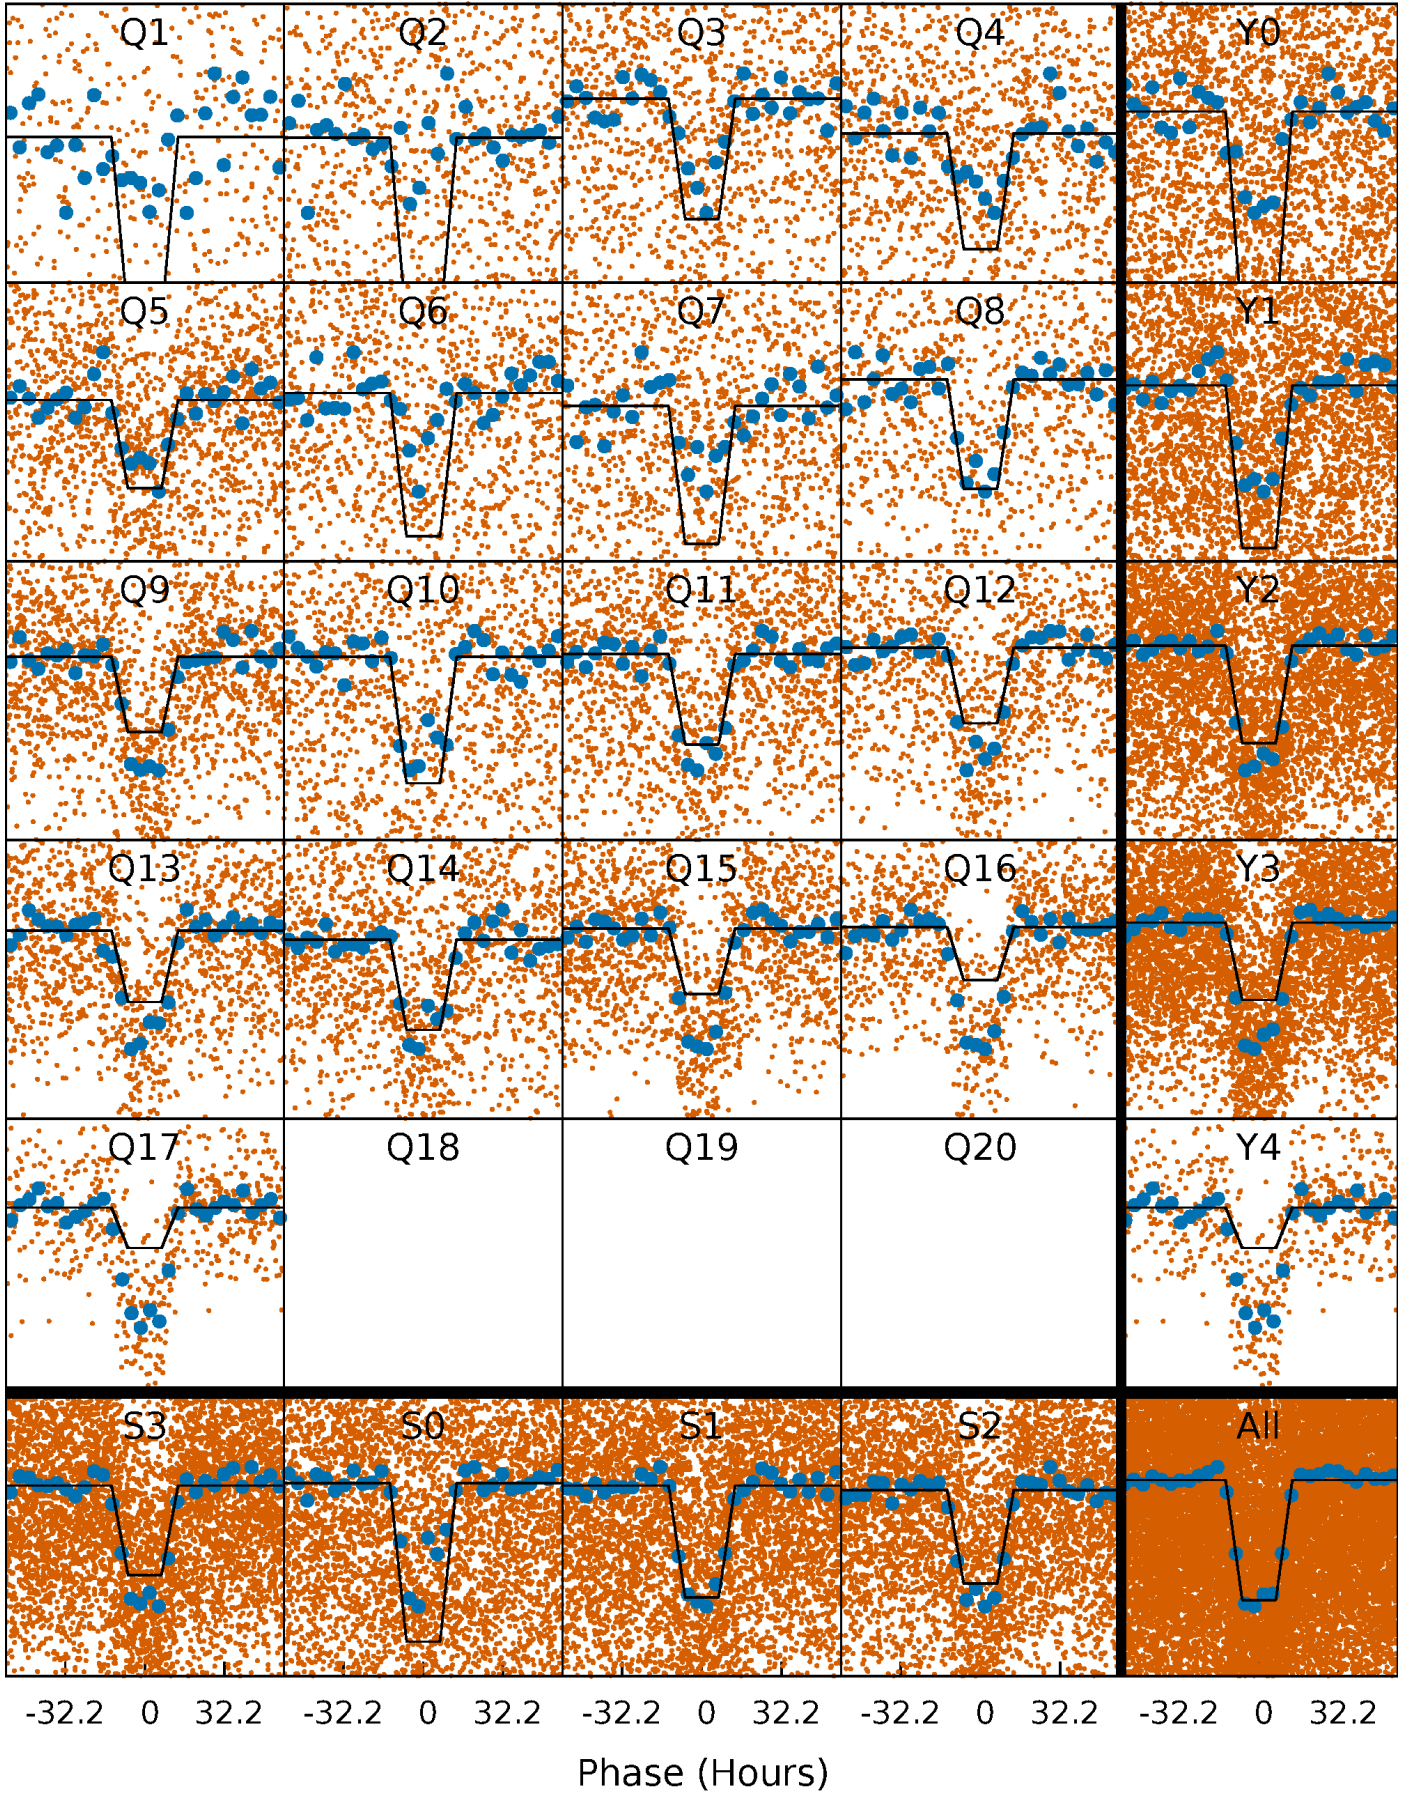 Q1 Q2 Q3 Q4 Y0
Q5 Q6 Q7 Q8 Y1
Q9 Q10 Q11 Q12 Y2
Q13 Q14 Q15 Q16 Y3
Q17 Q18 Q19 Q20 Y4
S3 S0 S1 S2 All
-32.2 0 32.2 -32.2 0 32.2 -32.2 0 32.2 -32.2 0 32.2 -32.2 0 32.2
Phase (Hours)